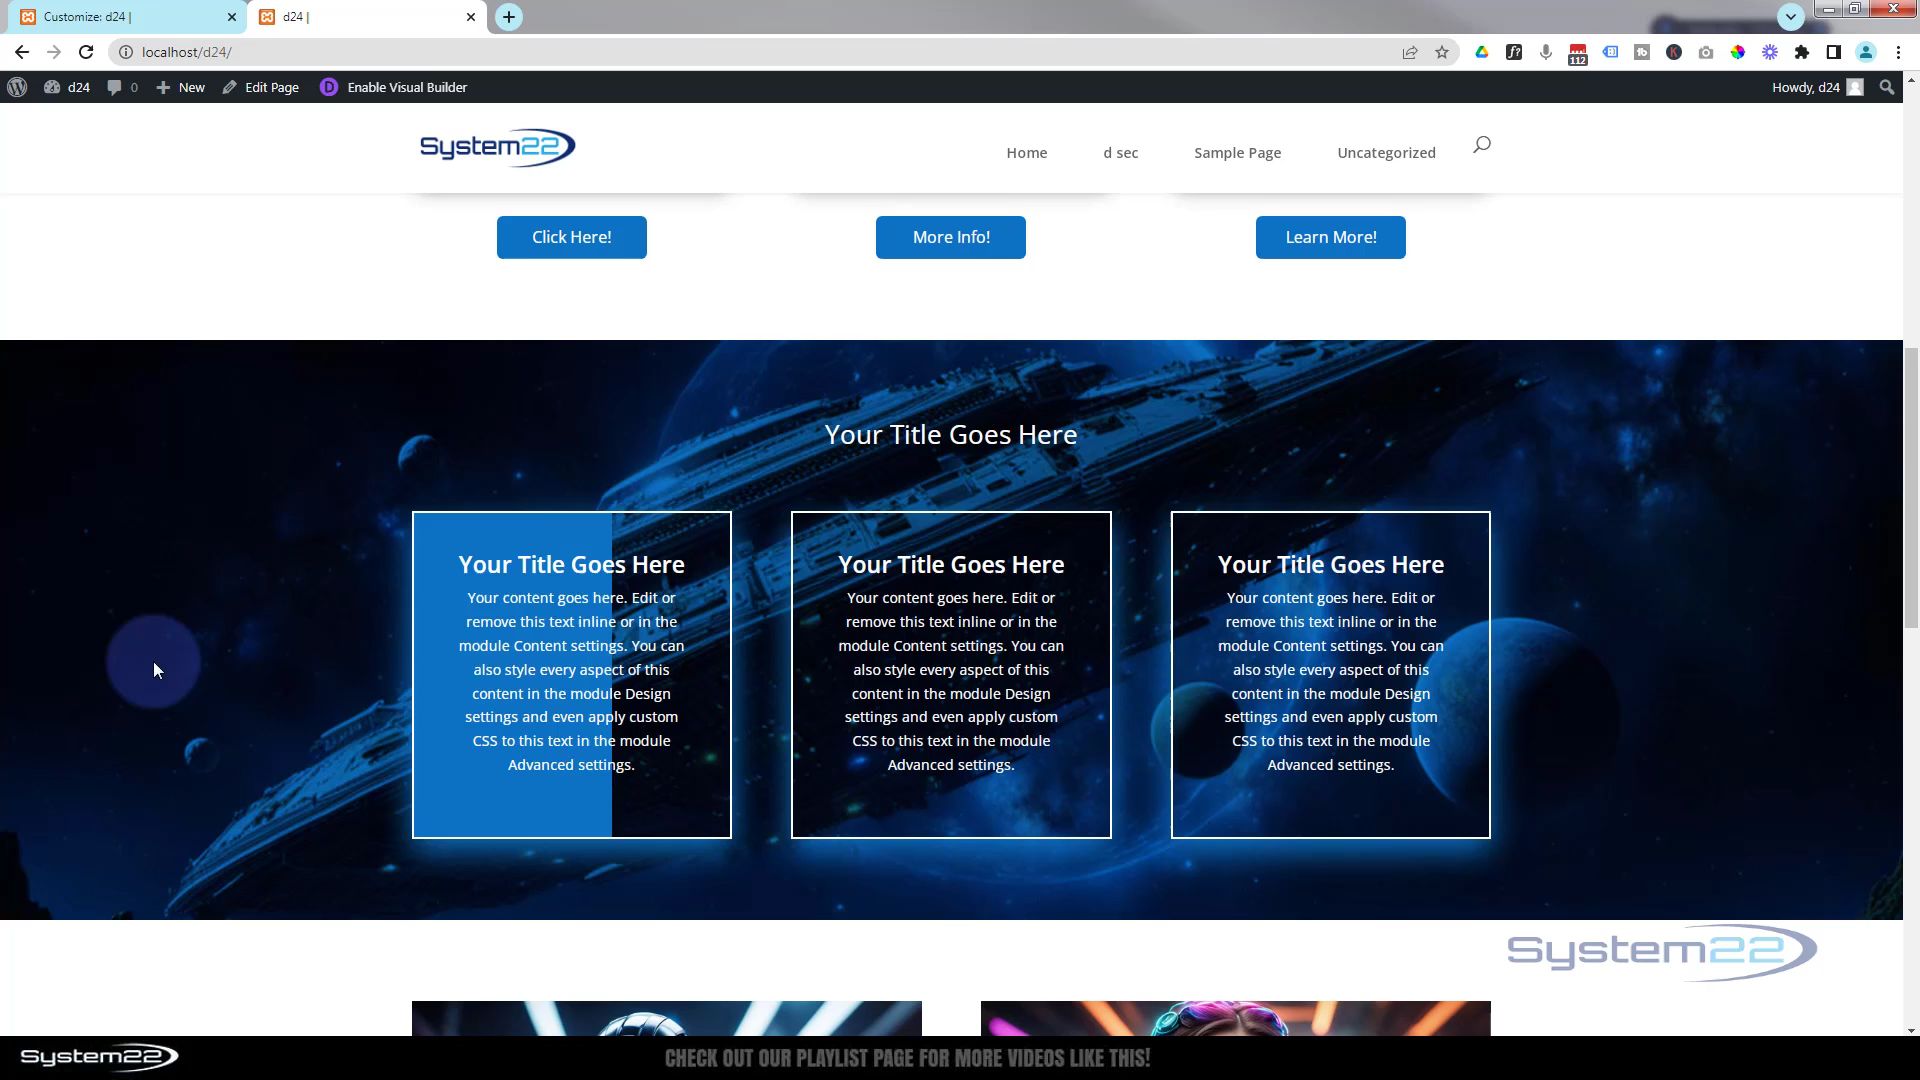 Customize: d24 |
d24 |
localhost/d24/
112
d24
0
New
Edit Page
Enable Visual Builder
Howdy, d24
System22
Home
d sec
Sample Page
Uncategorized
Click Here!
More Info!
Learn More!
Your Title Goes Here
Your Title Goes Here
Your content goes here. Edit or
remove this text inline or in the
module Content settings. You can
also style every aspect of this
content in the module Design
settings and even apply custom
CSS to this text in the module
Advanced settings.
Your Title Goes Here
Your content goes here. Edit or
remove this text inline or in the
module Content settings. You can
also style every aspect of this
content in the module Design
settings and even apply custom
CSS to this text in the module
Advanced settings.
Your Title Goes Here
Your content goes here. Edit or
remove this text inline or in the
module Content settings. You can
also style every aspect of this
content in the module Design
settings and even apply custom
CSS to this text in the module
Advanced settings.
System22
System22
CHECK OUT OUR PLAYLIST PAGE FOR MORE VIDEOS LIKE THIS!